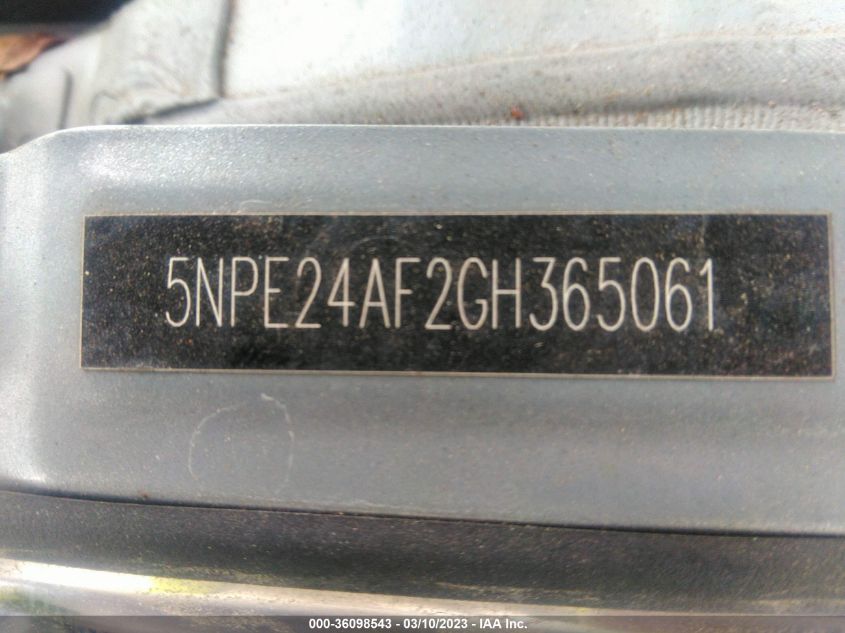 5NPE24AF2GH365061
000-36098543 — 03/10/2023 — IAA Inc.